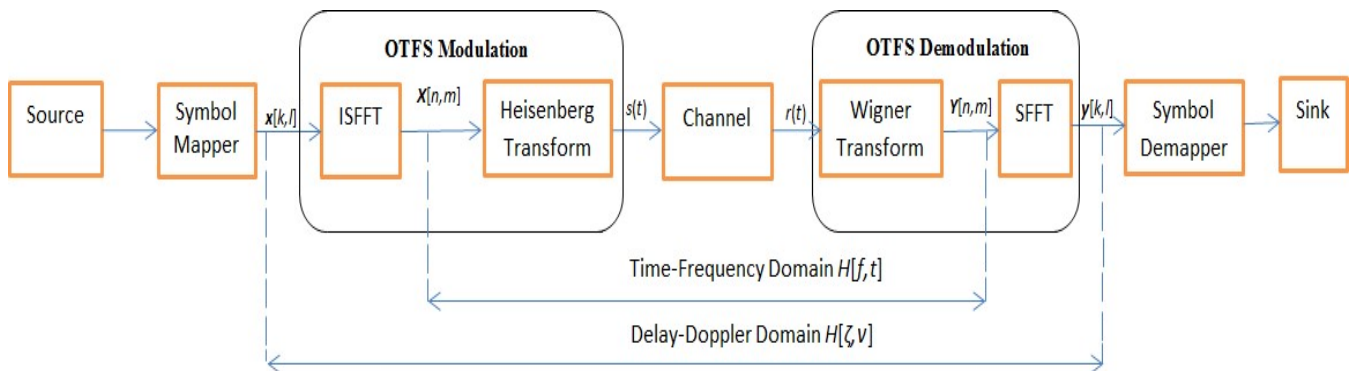 OTFS Modulation
OTFS Demodulation
Source
Symbol
Mapper
x[k,l]
ISFFT
X[n,m]
Heisenberg
Transform
s(t)
Channel
r(t)
Wigner
Transform
Y[n,m]
SFFT
y[k,l]
Symbol
Demapper
Sink
Time-Frequency Domain H[f,t]
Delay-Doppler Domain H[ζ,ν]